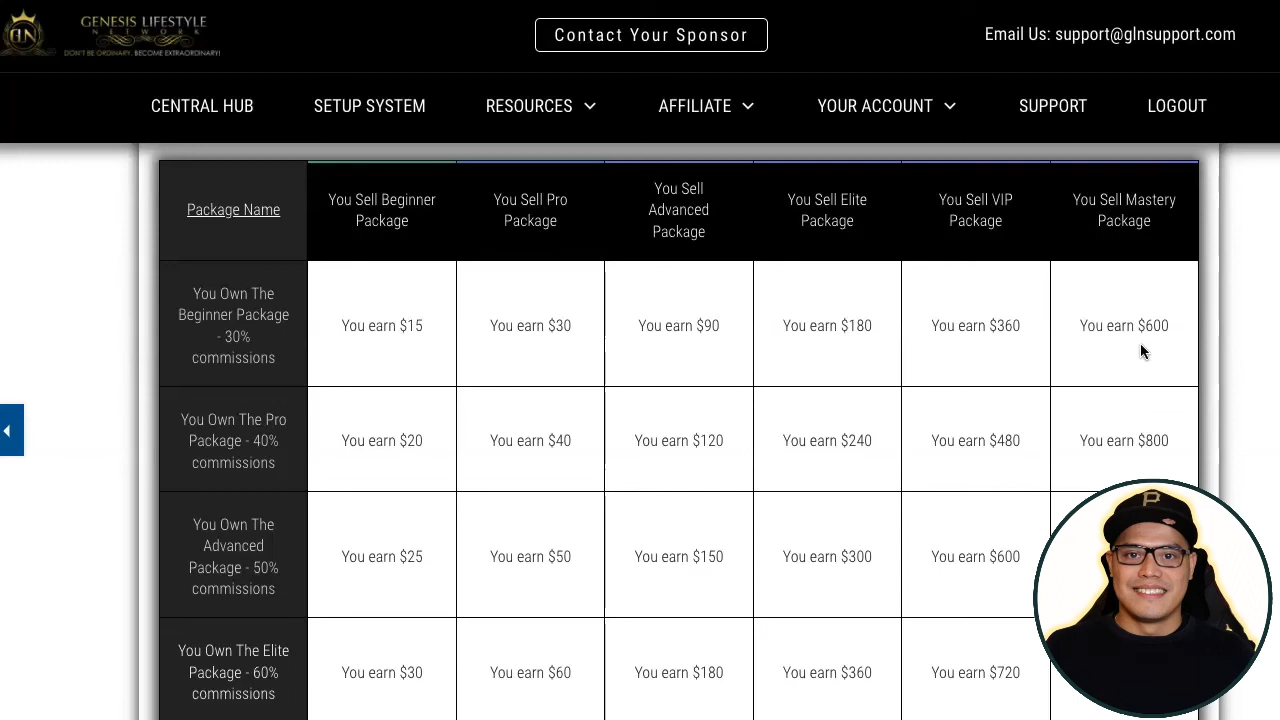 GLN
GENESIS LIFESTYLE
NETWORK
DON'T BE ORDINARY. BECOME EXTRAORDINARY!
Contact Your Sponsor
Email Us: support@glnsupport.com
CENTRAL HUB
SETUP SYSTEM
RESOURCES
AFFILIATE
YOUR ACCOUNT
SUPPORT
LOGOUT
Package Name
You Sell Beginner
Package
You Sell Pro
Package
You Sell
Advanced
Package
You Sell Elite
Package
You Sell VIP
Package
You Sell Mastery
Package
You Own The
Beginner Package
- 30%
commissions
You earn $15
You earn $30
You earn $90
You earn $180
You earn $360
You earn $600
You Own The Pro
Package - 40%
commissions
You earn $20
You earn $40
You earn $120
You earn $240
You earn $480
You earn $800
You Own The
Advanced
Package - 50%
commissions
You earn $25
You earn $50
You earn $150
You earn $300
You earn $600
You Own The Elite
Package - 60%
commissions
You earn $30
You earn $60
You earn $180
You earn $360
You earn $720
P